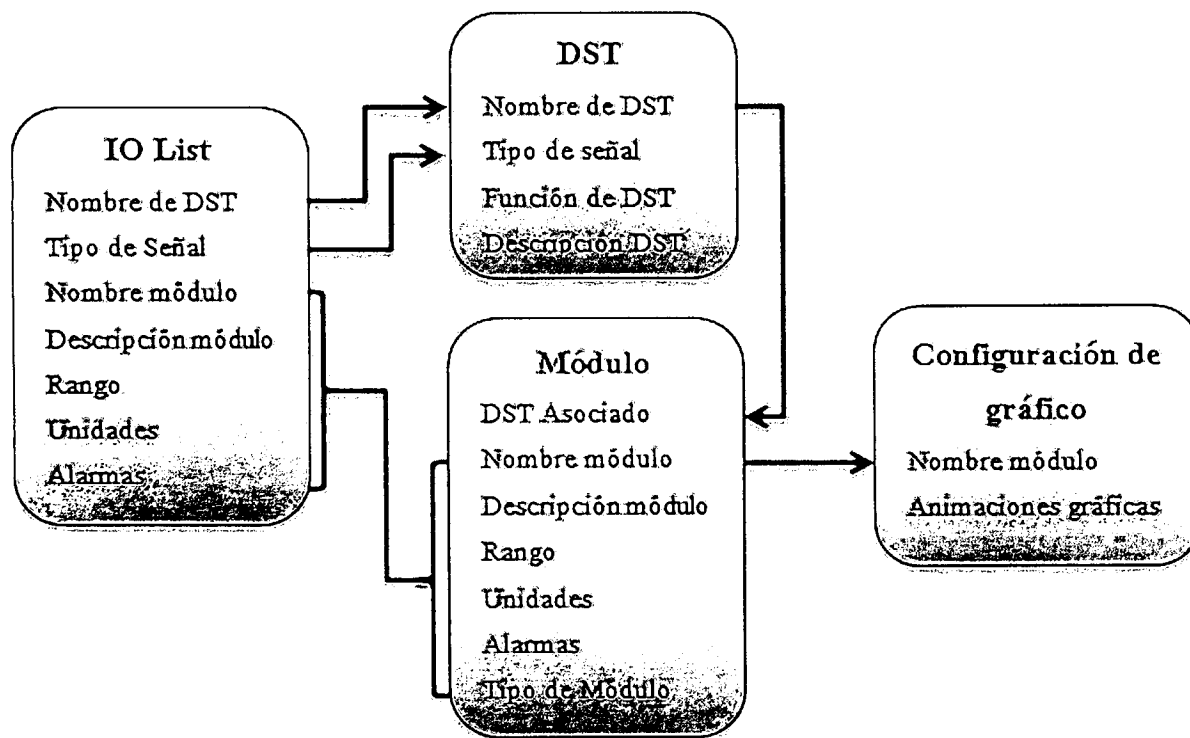 IO List
Nombre de DST
Tipo de Señal
Nombre módulo
Descripción módulo
Rango
Unidades
Alarmas
DST
Nombre de DST
Tipo de señal
Función de DST
Descripción DST
Módulo
DST Asociado
Nombre módulo
Descripción módulo
Rango
Unidades
Alarmas
Tipo de Módulo
Configuración de
gráfico
Nombre módulo
Animaciones gráficas